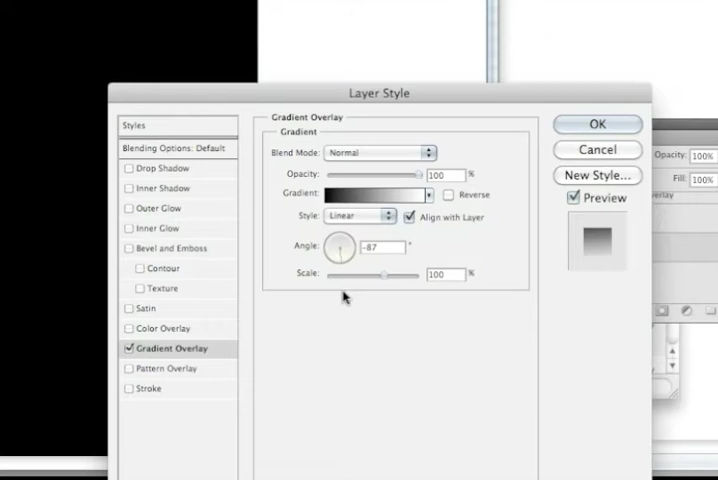 Layer Style
Styles
Blending Options: Default
Drop Shadow
Inner Shadow
Outer Glow
Inner Glow
Bevel and Emboss
Contour
Texture
Satin
Color Overlay
Gradient Overlay
Pattern Overlay
Stroke
Gradient Overlay
Gradient
Blend Mode: Normal
Opacity: 100 %
Gradient: Reverse
Style: Linear Align with Layer
Angle: -87 °
Scale: 100 %
OK
Cancel
New Style...
Preview
Opacity: 100%
Fill: 100%